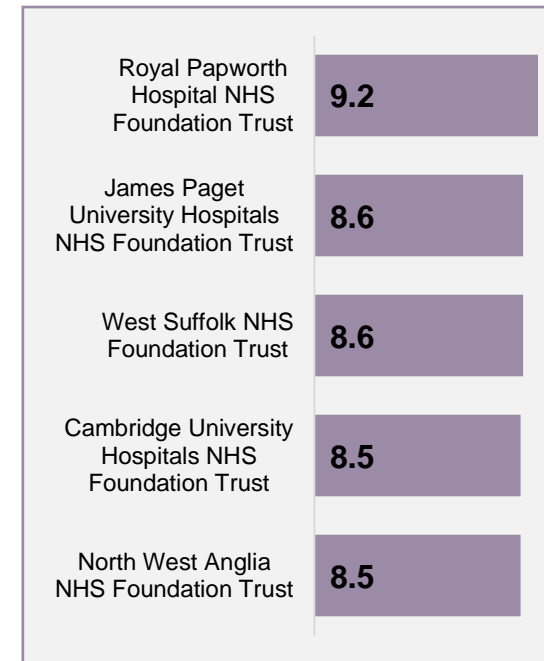 Royal Papworth
Hospital NHS
Foundation Trust
9.2
James Paget
University Hospitals
NHS Foundation Trust
8.6
West Suffolk NHS
Foundation Trust
8.6
Cambridge University
Hospitals NHS
Foundation Trust
8.5
North West Anglia
NHS Foundation Trust
8.5